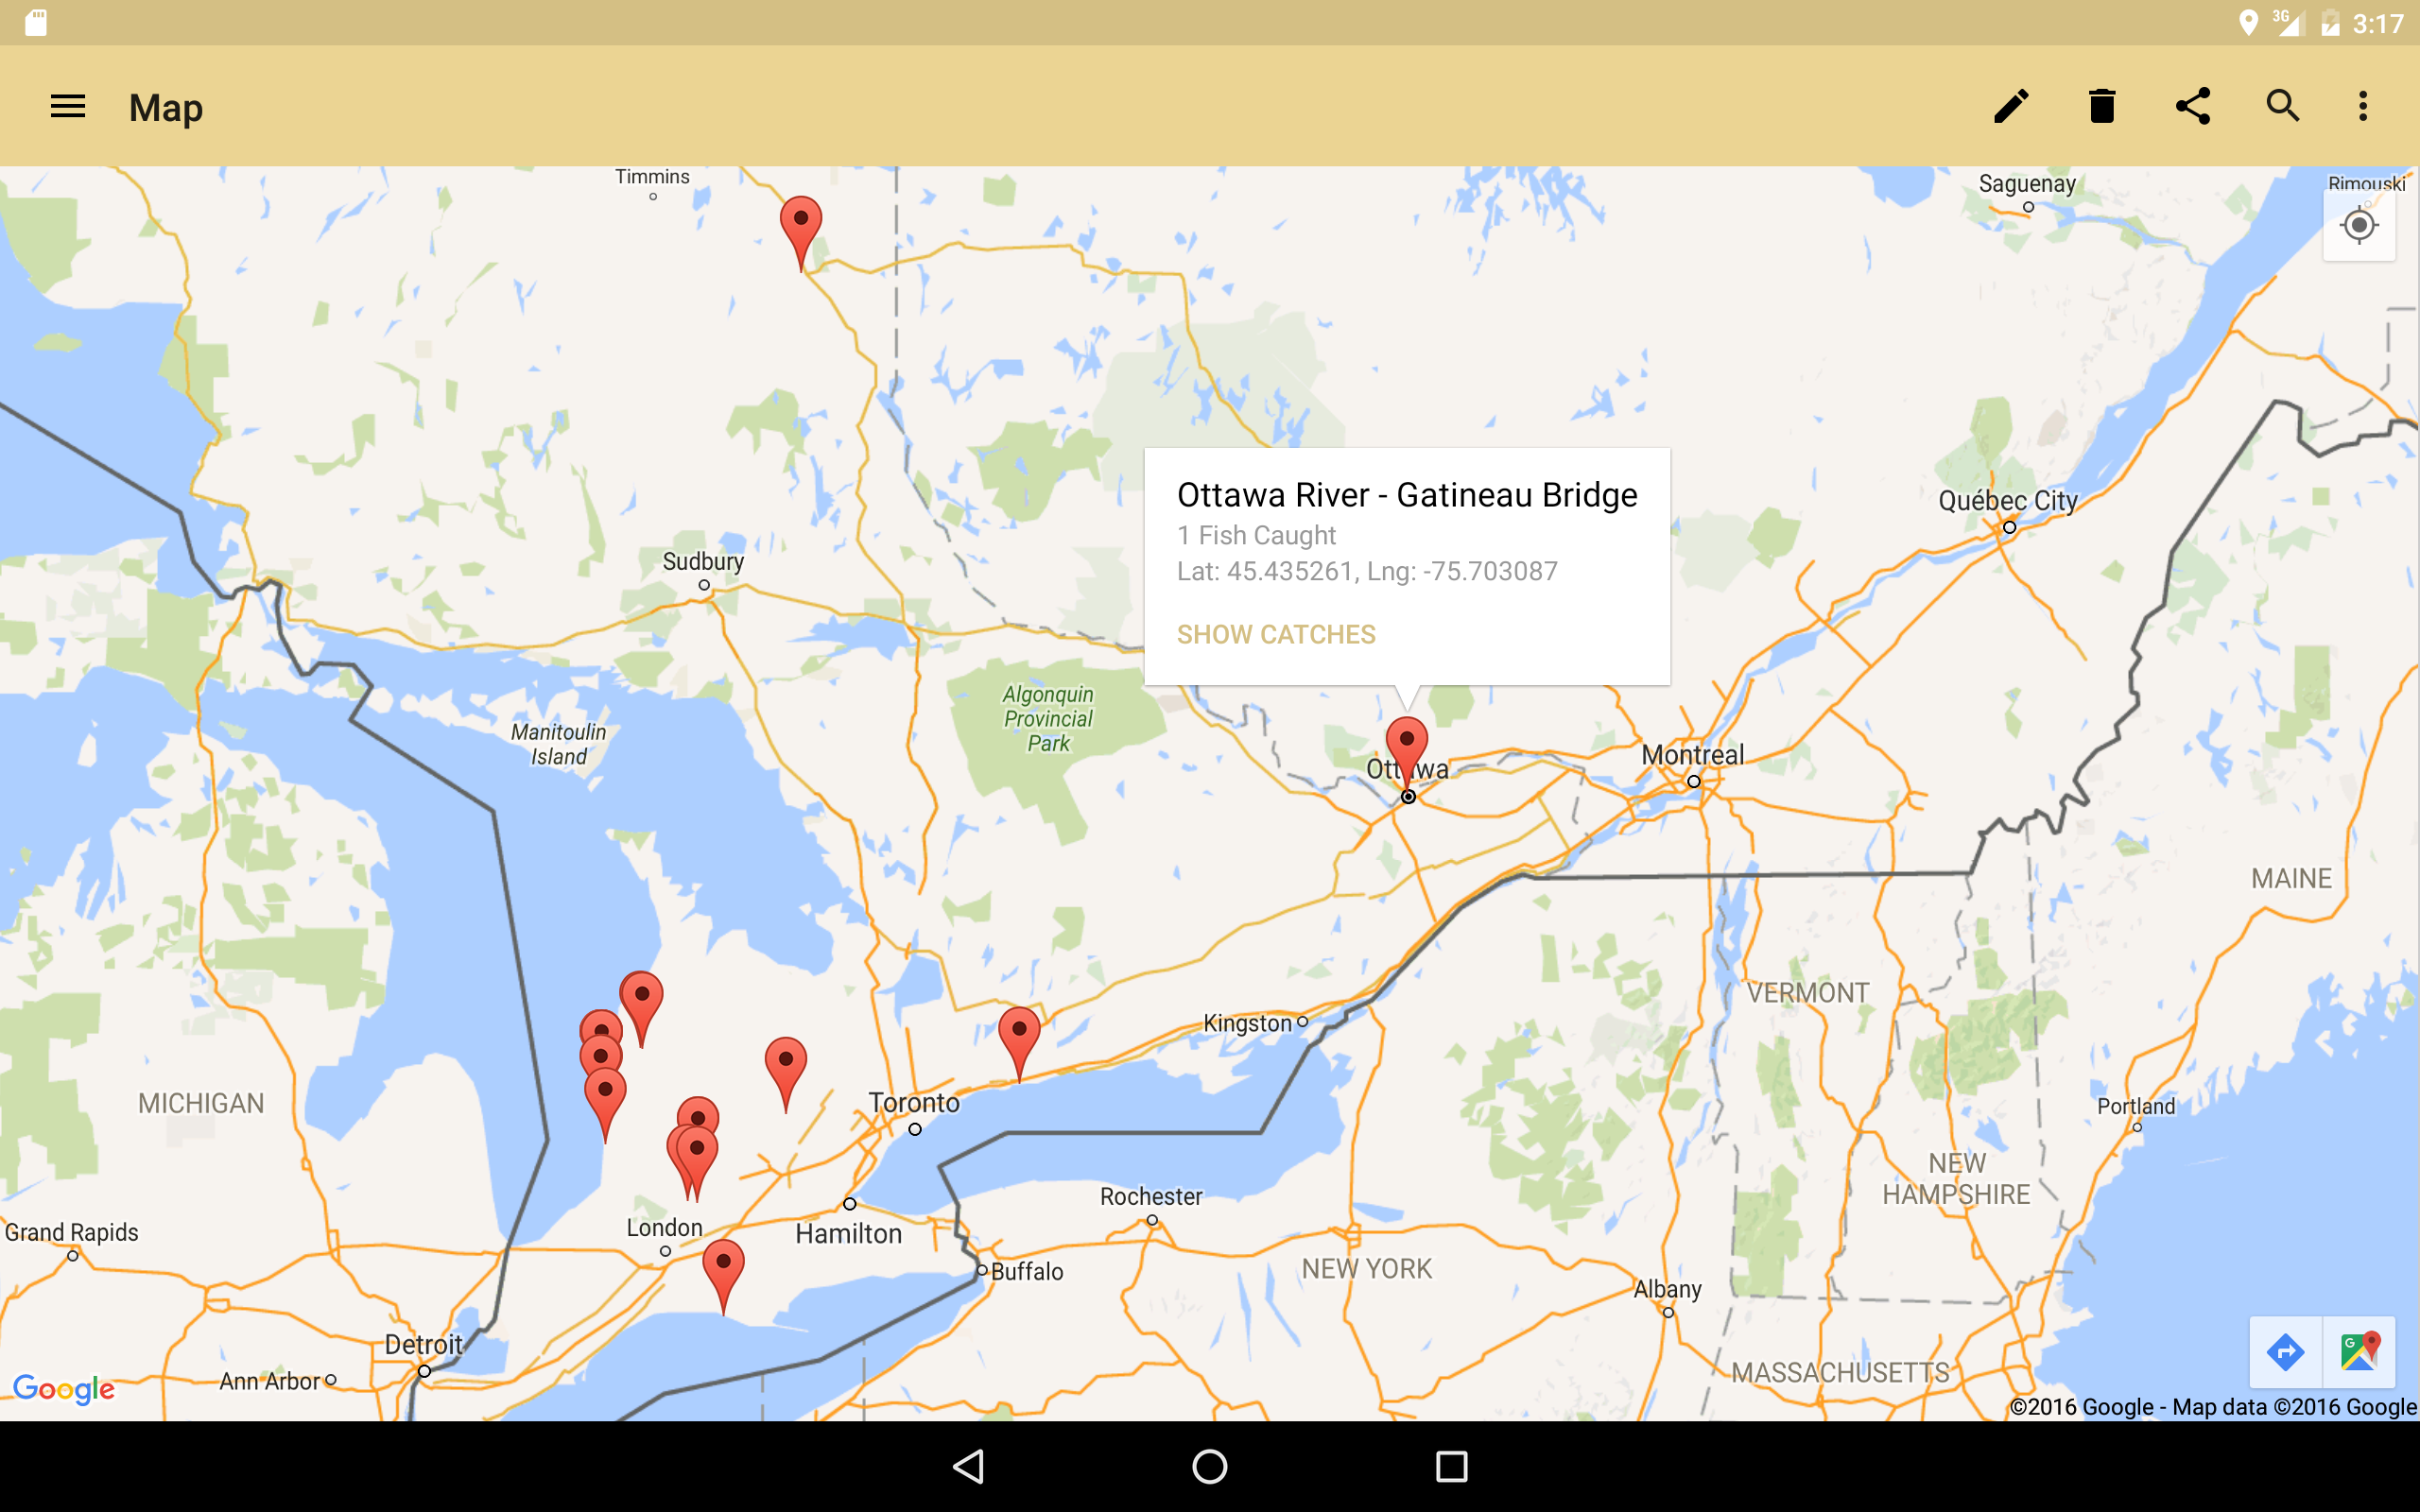 3G 3:17
Map
Timmins
Saguenay
Rimouski
Québec City
Ottawa River - Gatineau Bridge
1 Fish Caught
Lat: 45.435261, Lng: -75.703087
SHOW CATCHES
Sudbury
Algonquin
Provincial
Park
Manitoulin
Island
Ottawa
Montreal
MAINE
VERMONT
Kingston
MICHIGAN
Toronto
Portland
NEW
HAMPSHIRE
Rochester
London
Hamilton
Grand Rapids
Buffalo
NEW YORK
Albany
Detroit
Ann Arbor
MASSACHUSETTS
Google
©2016 Google - Map data ©2016 Google